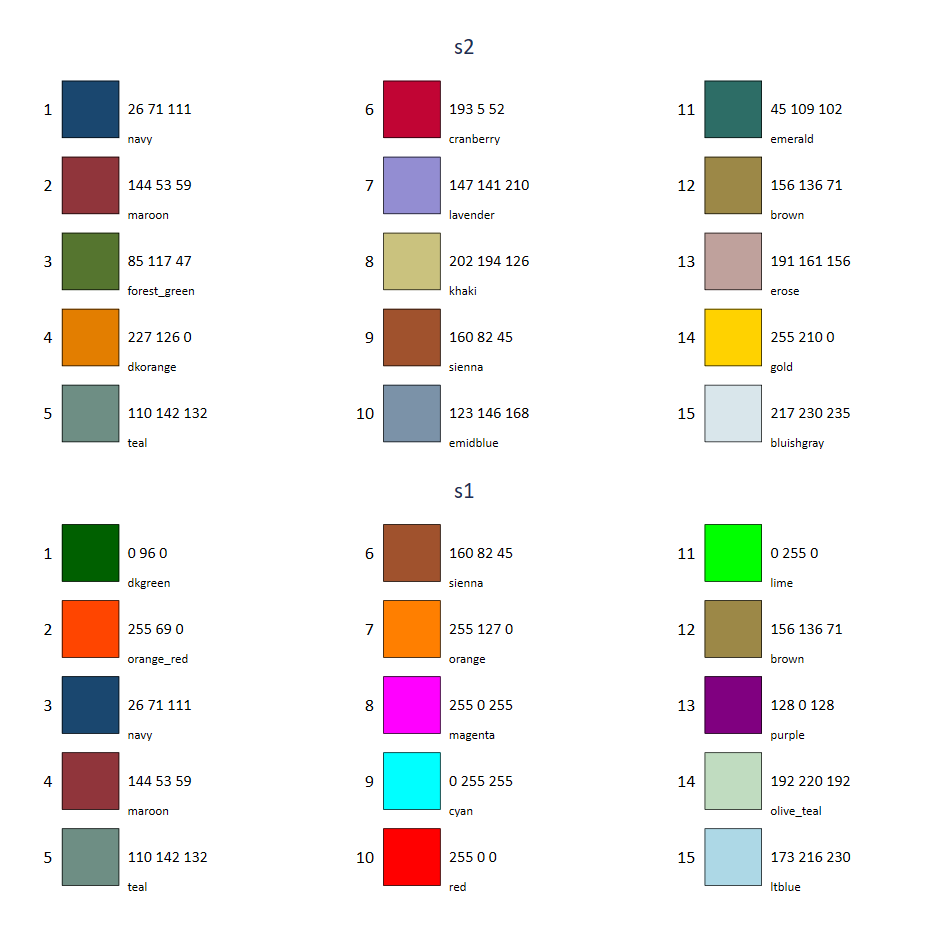 s2
1 26 71 111
navy
2 144 53 59
maroon
3 85 117 47
forest_green
4 227 126 0
dkorange
5 110 142 132
teal
6 193 5 52
cranberry
7 147 141 210
lavender
8 202 194 126
khaki
9 160 82 45
sienna
10 123 146 168
emidblue
11 45 109 102
emerald
12 156 136 71
brown
13 191 161 156
erose
14 255 210 0
gold
15 217 230 235
bluishgray
s1
1 0 96 0
dkgreen
2 255 69 0
orange_red
3 26 71 111
navy
4 144 53 59
maroon
5 110 142 132
teal
6 160 82 45
sienna
7 255 127 0
orange
8 255 0 255
magenta
9 0 255 255
cyan
10 255 0 0
red
11 0 255 0
lime
12 156 136 71
brown
13 128 0 128
purple
14 192 220 192
olive_teal
15 173 216 230
ltblue